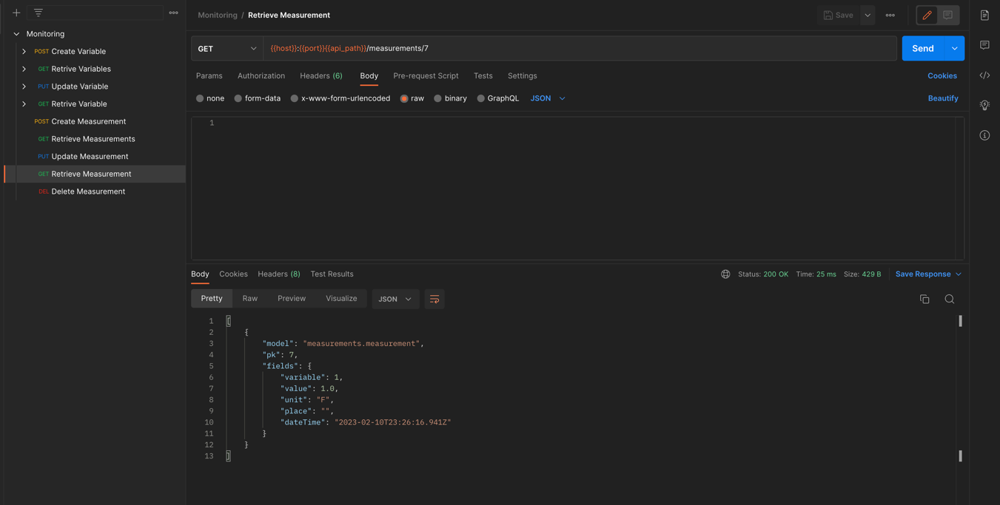 Monitoring
POST Create Variable
GET Retrive Variables
PUT Update Variable
GET Retrive Variable
POST Create Measurement
GET Retrieve Measurements
PUT Update Measurement
GET Retrieve Measurement
DEL Delete Measurement
Monitoring / Retrieve Measurement
Save
GET {{host}}:{{port}}{{api_path}}/measurements/7
Send
Params Authorization Headers (6) Body Pre-request Script Tests Settings Cookies
none form-data x-www-form-urlencoded raw binary GraphQL JSON Beautify
1
Body Cookies Headers (8) Test Results Status: 200 OK Time: 25 ms Size: 429 B Save Response
Pretty Raw Preview Visualize JSON
1 [
2 {
3 "model": "measurements.measurement",
4 "pk": 7,
5 "fields": {
6 "variable": 1,
7 "value": 1.0,
8 "unit": "F",
9 "place": "",
10 "dateTime": "2023-02-10T23:26:16.941Z"
11 }
12 }
13 ]